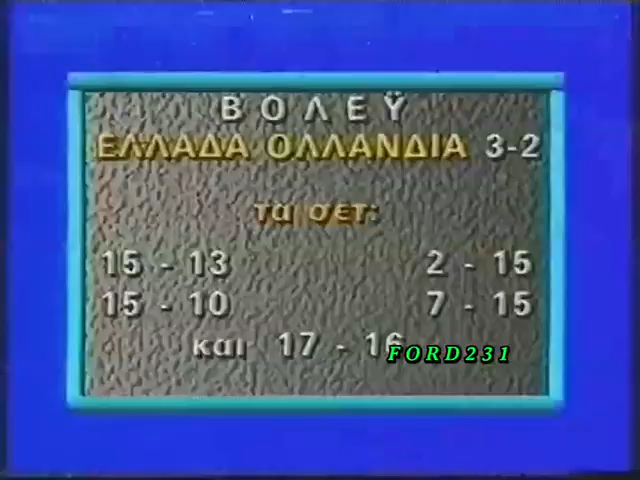 ΒΟΛΕΫ
ΕΛΛΑΔΑ ΟΛΛΑΝΔΙΑ 3-2
τα σετ:
15 - 13 2 - 15
15 - 10 7 - 15
και 17 - 16
FORD231